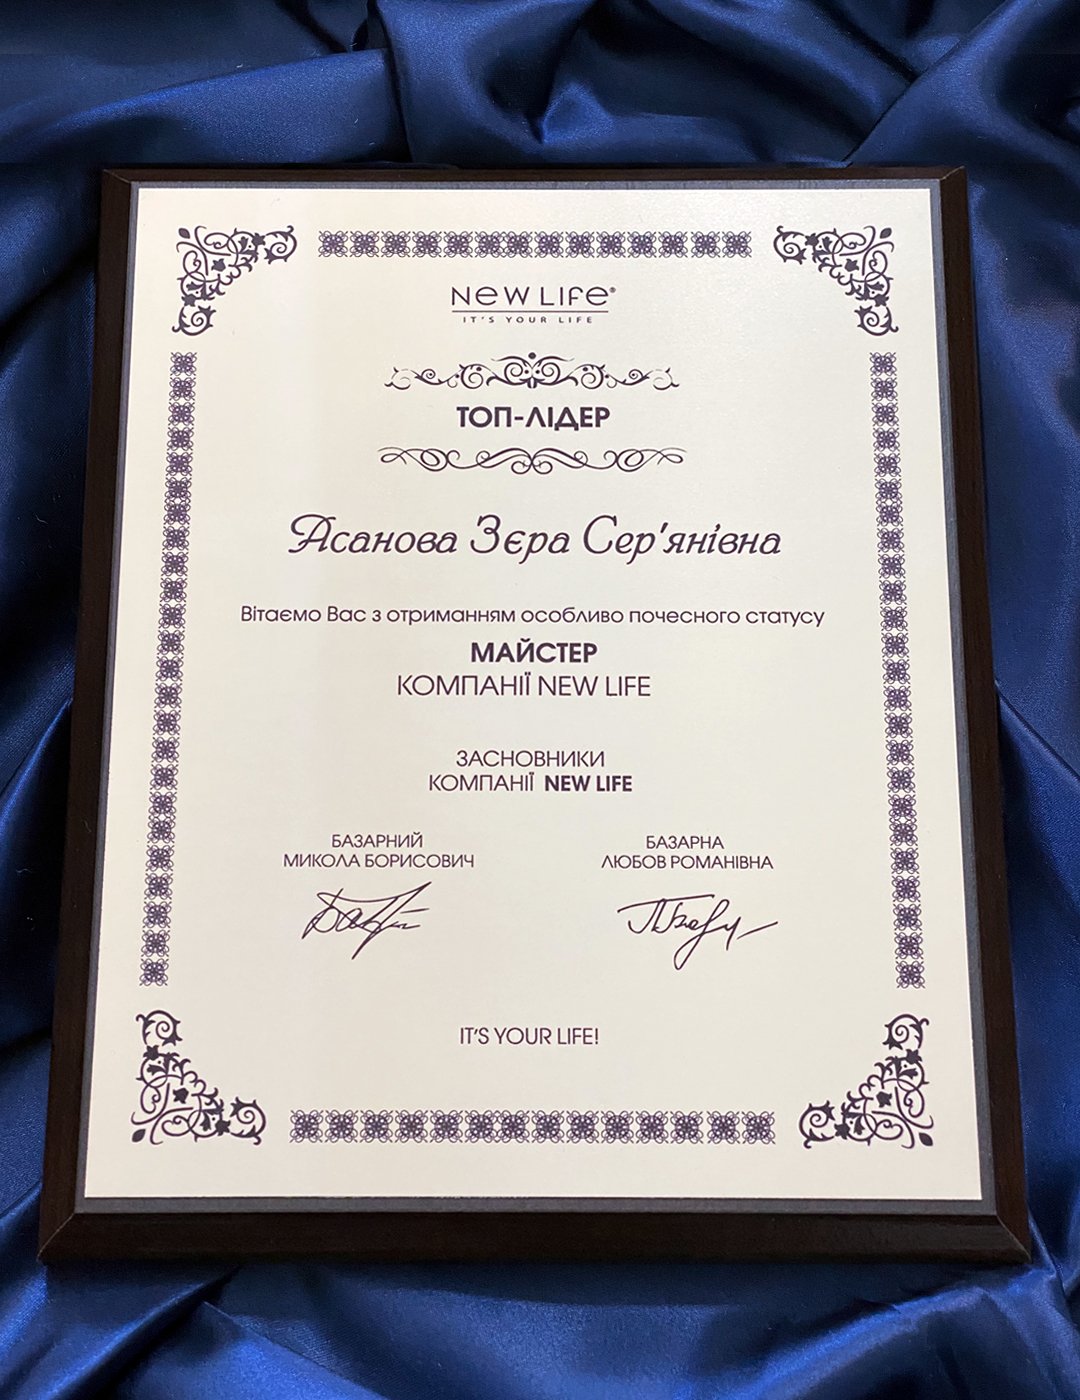 NEW LIFE®
IT'S YOUR LIFE
ТОП-ЛІДЕР
Асанова Зєра Сер'янівна
Вітаємо Вас з отриманням особливо почесного статусу
МАЙСТЕР
КОМПАНІЇ NEW LIFE
ЗАСНОВНИКИ
КОМПАНІЇ NEW LIFE
БАЗАРНИЙ
МИКОЛА БОРИСОВИЧ
БАЗАРНА
ЛЮБОВ РОМАНІВНА
IT'S YOUR LIFE!